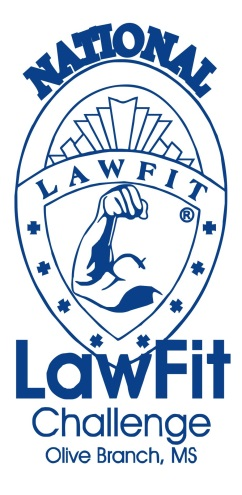 NATIONAL
LAWFIT
®
LawFit
Challenge
Olive Branch, MS